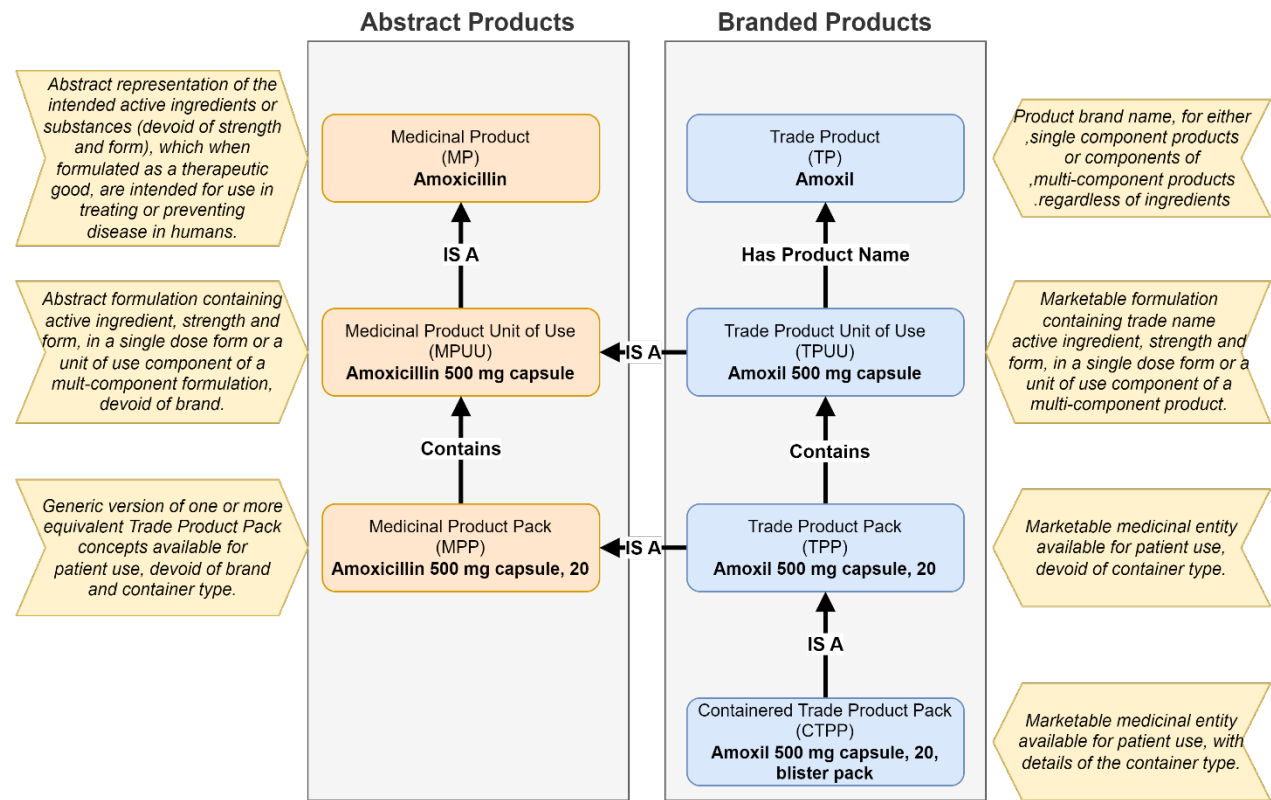 Abstract Products
Branded Products
Abstract representation of the
intended active ingredients or
substances (devoid of strength
and form), which when
formulated as a therapeutic
good, are intended for use in
treating or preventing
disease in humans.
Medicinal Product
(MP)
Amoxicillin
Trade Product
(TP)
Amoxil
Product brand name, for either
,single component products
or components of
,multi-component products
.regardless of ingredients
IS A
Has Product Name
Abstract formulation containing
active ingredient, strength and
form, in a single dose form or a
unit of use component of a
mult-component formulation,
devoid of brand.
Medicinal Product Unit of Use
(MPUU)
Amoxicillin 500 mg capsule
IS A
Trade Product Unit of Use
(TPUU)
Amoxil 500 mg capsule
Marketable formulation
containing trade name
active ingredient, strength and
form, in a single dose form or a
unit of use component of a
multi-component product.
Contains
Contains
Generic version of one or more
equivalent Trade Product Pack
concepts available for
patient use, devoid of brand
and container type.
Medicinal Product Pack
(MPP)
Amoxicillin 500 mg capsule, 20
IS A
Trade Product Pack
(TPP)
Amoxil 500 mg capsule, 20
Marketable medicinal entity
available for patient use,
devoid of container type.
IS A
Containered Trade Product Pack
(CTPP)
Amoxil 500 mg capsule, 20,
blister pack
Marketable medicinal entity
available for patient use, with
details of the container type.